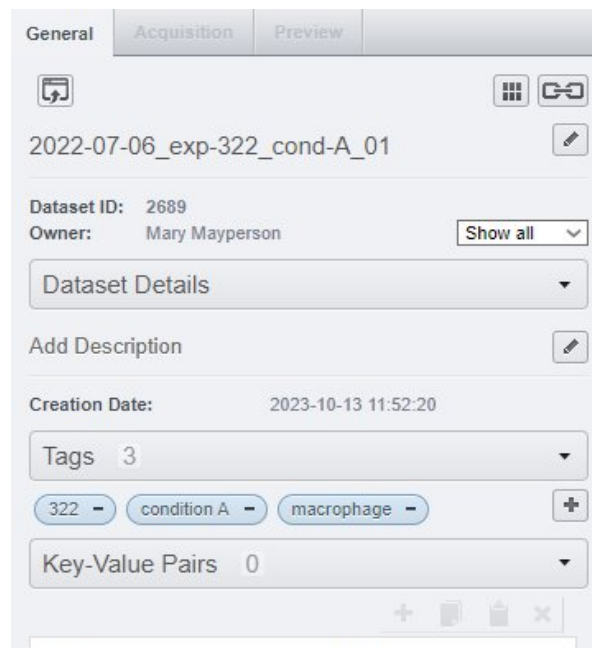 General Acquisition Preview
2022-07-06_exp-322_cond-A_01
Dataset ID: 2689
Owner: Mary Mayperson Show all
Dataset Details
Add Description
Creation Date: 2023-10-13 11:52:20
Tags 3
322 − condition A − macrophage −
Key-Value Pairs 0